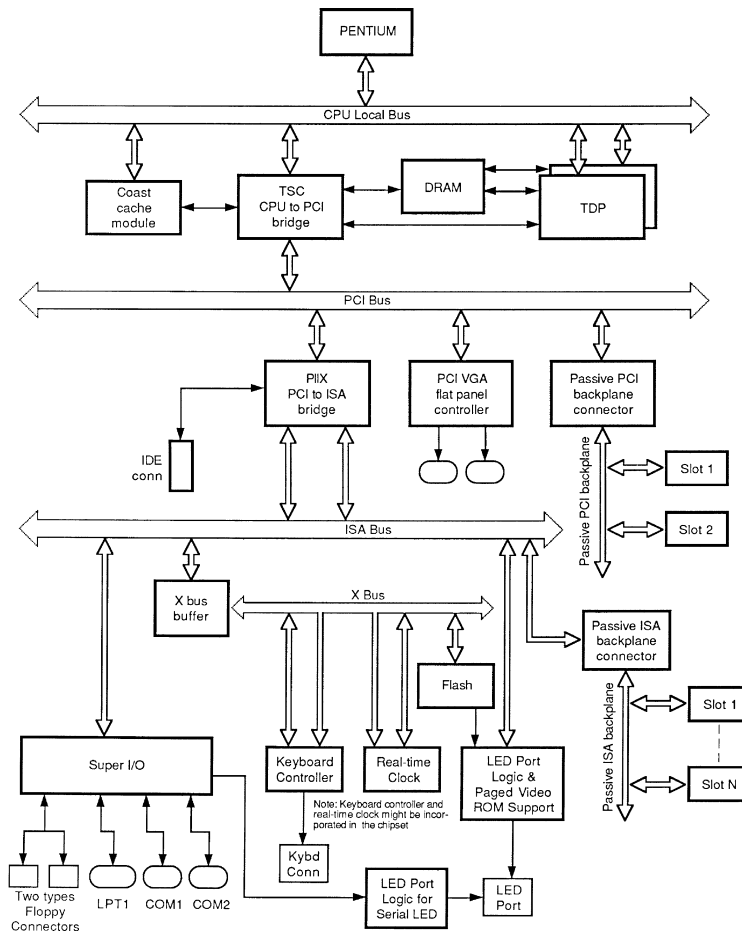 PENTIUM
CPU Local Bus
Coast
cache
module
TSC
CPU to PCI
bridge
DRAM
TDP
PCI Bus
PIIX
PCI to ISA
bridge
PCI VGA
flat panel
controller
Passive PCI
backplane
connector
IDE
conn
Passive PCI backplane
Slot 1
Slot 2
ISA Bus
X bus
buffer
X Bus
Passive ISA
backplane
connector
Flash
Passive ISA backplane
Slot 1
Slot N
Super I/O
Keyboard
Controller
Real-time
Clock
LED Port
Logic &
Paged Video
ROM Support
Note: Keyboard controller and
real-time clock might be incor-
porated in the chipset
Kybd
Conn
Two types
Floppy
Connectors
LPT1
COM1
COM2
LED Port
Logic for
Serial LED
LED
Port